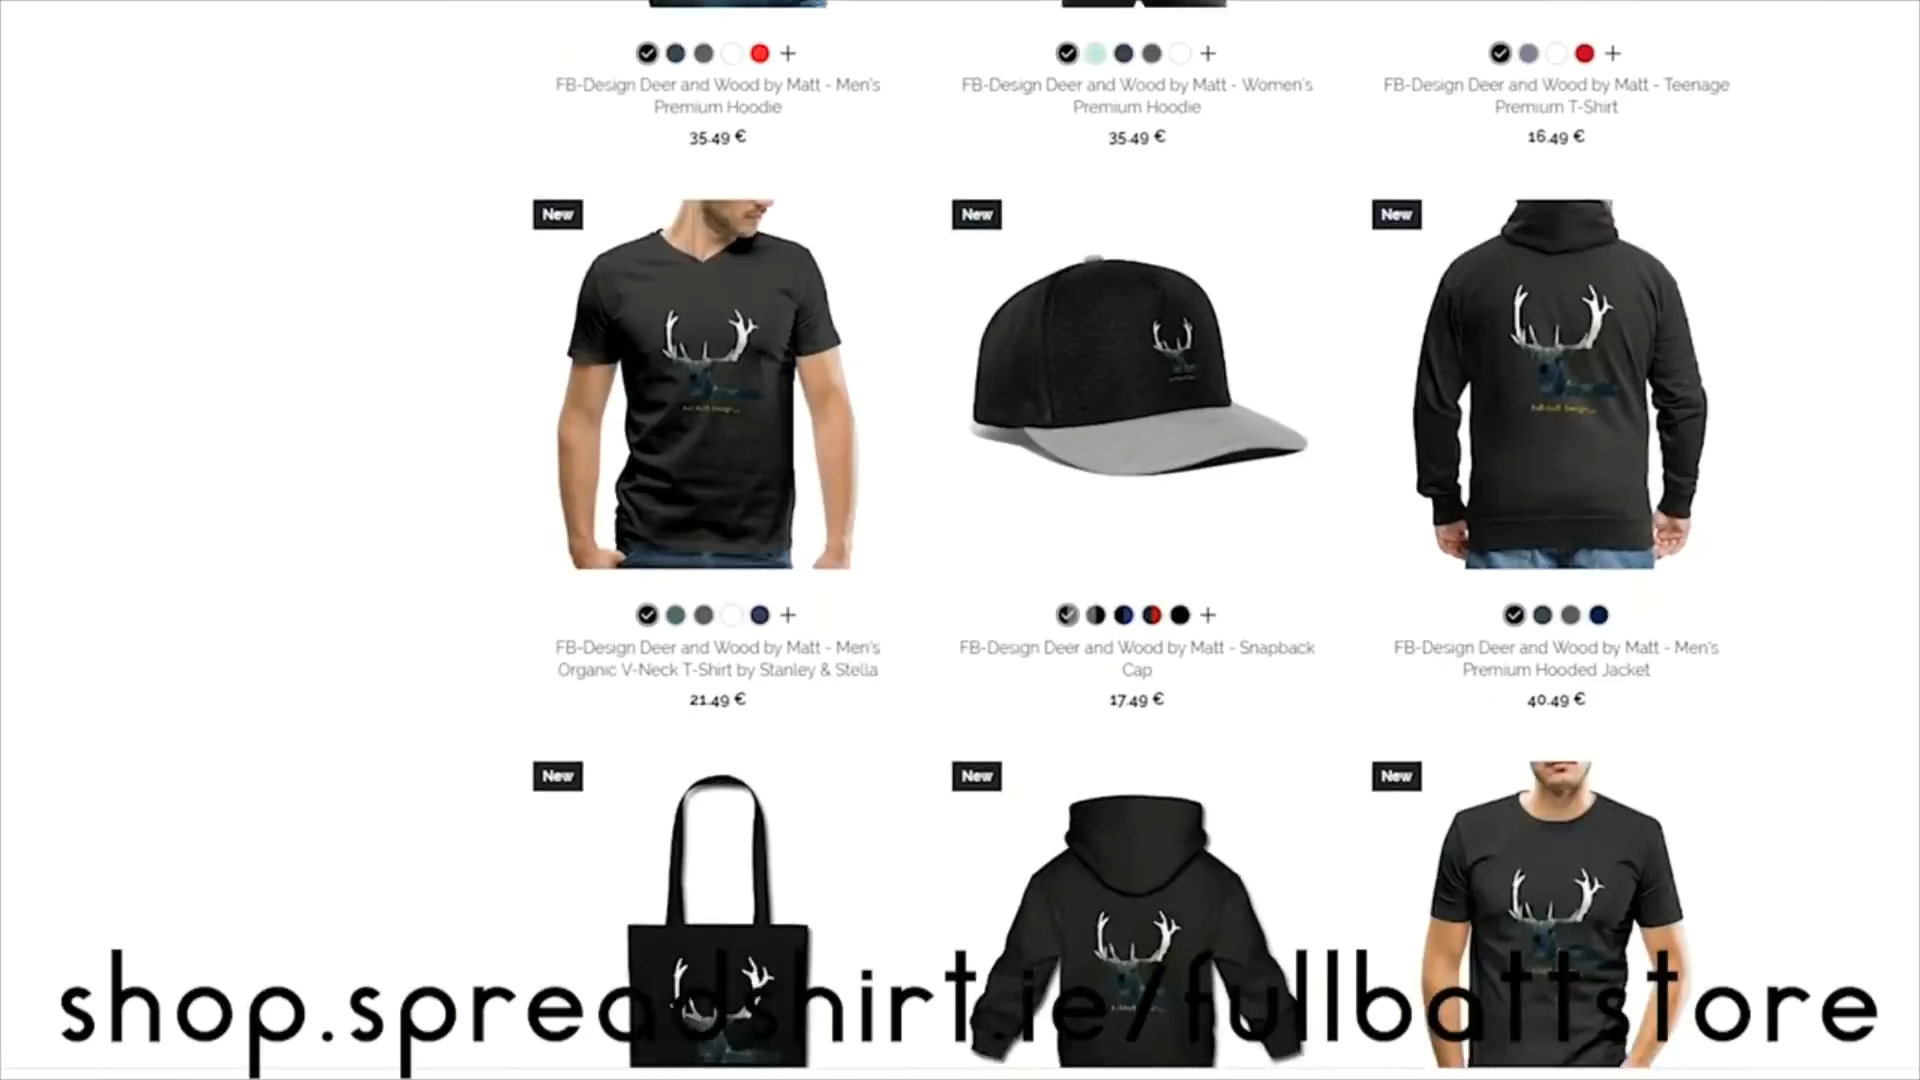 FB-Design Deer and Wood by Matt - Men's
Premium Hoodie
35.49 €
FB-Design Deer and Wood by Matt - Women's
Premium Hoodie
35.49 €
FB-Design Deer and Wood by Matt - Teenage
Premium T-Shirt
16.49 €
New
New
New
FB-Design Deer and Wood by Matt - Men's
Organic V-Neck T-Shirt by Stanley & Stella
21.49 €
FB-Design Deer and Wood by Matt - Snapback
Cap
17.49 €
FB-Design Deer and Wood by Matt - Men's
Premium Hooded Jacket
40.49 €
New
New
New
shop.spreadshirt.ie/fullbattstore